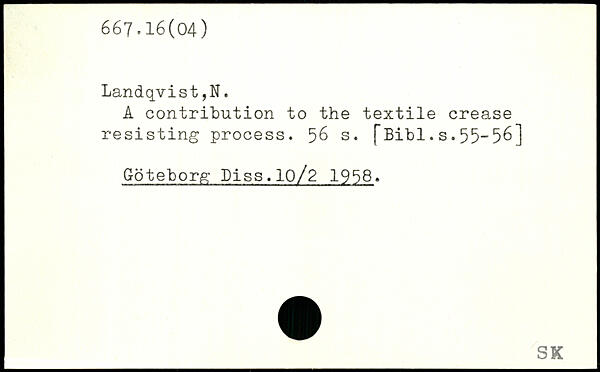 667.16(04)
Landqvist,N.
A contribution to the textile crease
resisting process. 56 s. [Bibl.s.55-56]
Göteborg Diss.10/2 1958.
SK